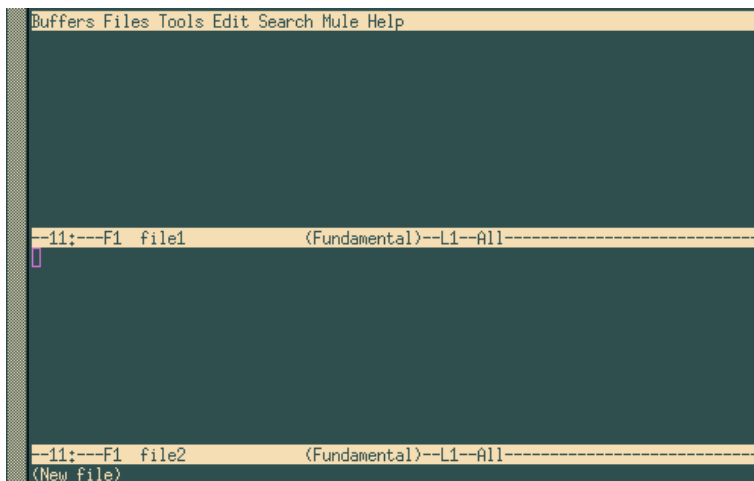 Buffers Files Tools Edit Search Mule Help
--11:---F1  file1              (Fundamental)--L1--All----------------------------
--11:---F1  file2              (Fundamental)--L1--All----------------------------
(New file)